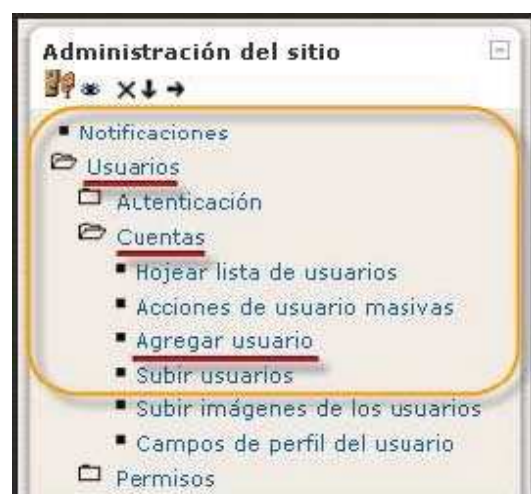 Administración del sitio
Notificaciones
Usuarios
Autenticación
Cuentas
Hojear lista de usuarios
Acciones de usuario masivas
Agregar usuario
Subir usuarios
Subir imágenes de los usuarios
Campos de perfil del usuario
Permisos